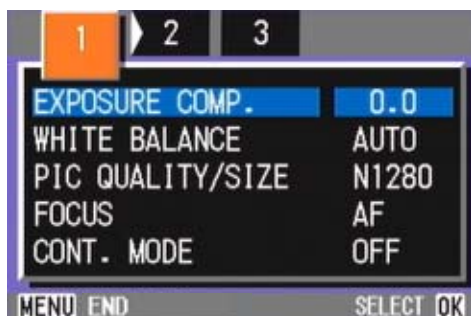 1 2 3
EXPOSURE COMP. 0.0
WHITE BALANCE AUTO
PIC QUALITY/SIZE N1280
FOCUS AF
CONT. MODE OFF
MENU END SELECT OK